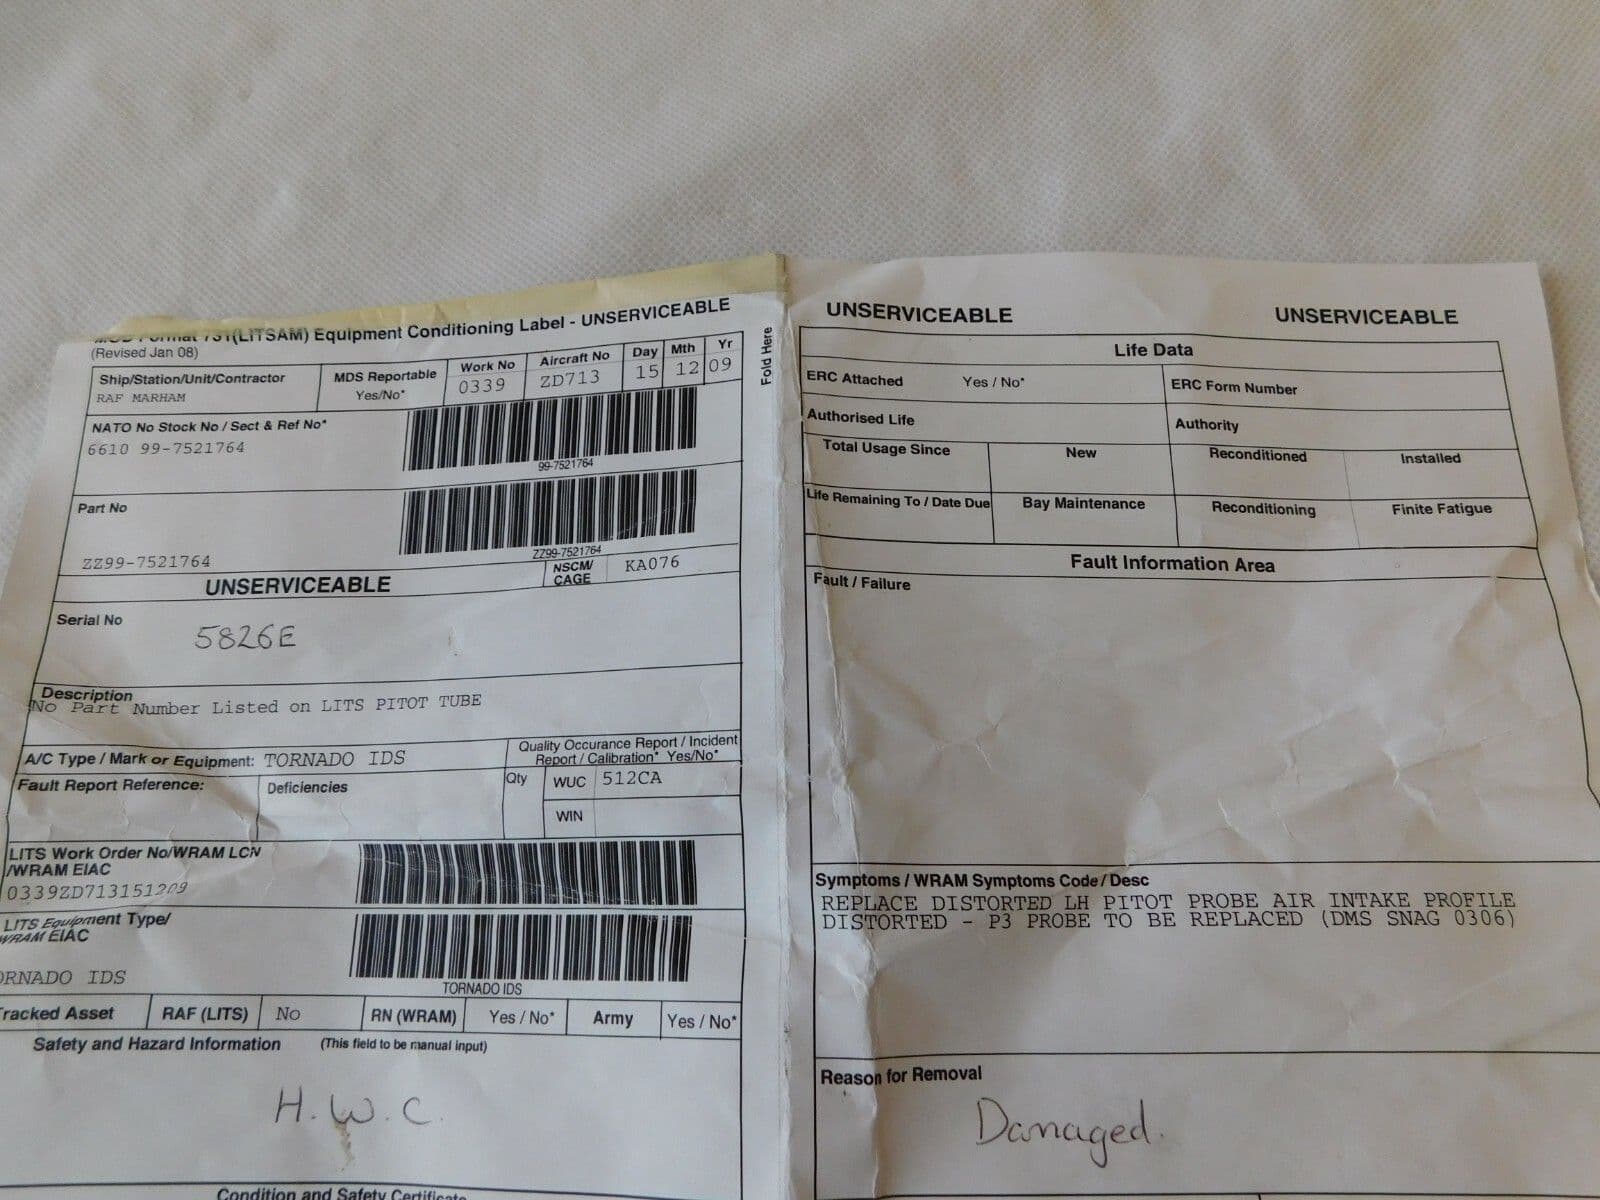 Format 731(LITSAM) Equipment Conditioning Label - UNSERVICEABLE
(Revised Jan 08)
Ship/Station/Unit/Contractor
RAF MARHAM
MDS Reportable
Yes/No*
Work No
0339
Aircraft No
ZD713
Day
15
Mth
12
Yr
09
NATO No Stock No / Sect & Ref No*
6610 99-7521764
99-7521764
Part No
ZZ99-7521764
ZZ99-7521764
UNSERVICEABLE
NSCM/
CAGE
KA076
Serial No
5826E
Description
No Part Number Listed on LITS PITOT TUBE
A/C Type / Mark or Equipment: TORNADO IDS
Quality Occurance Report / Incident
Report / Calibration* Yes/No*
Fault Report Reference:
Deficiencies
Qty
WUC
512CA
WIN
LITS Work Order No/WRAM LCN
/WRAM EIAC
0339ZD713151209
LITS Equipment Type/
WRAM EIAC
ORNADO IDS
TORNADO IDS
Tracked Asset
RAF (LITS)
No
RN (WRAM)
Yes / No*
Army
Yes / No*
Safety and Hazard Information
(This field to be manual input)
H.W.C.
Condition and Safety Certificate
Fold Here
UNSERVICEABLE
UNSERVICEABLE
Life Data
ERC Attached
Yes / No*
ERC Form Number
Authorised Life
Authority
Total Usage Since
New
Reconditioned
Installed
Life Remaining To / Date Due
Bay Maintenance
Reconditioning
Finite Fatigue
Fault Information Area
Fault / Failure
Symptoms / WRAM Symptoms Code / Desc
REPLACE DISTORTED LH PITOT PROBE AIR INTAKE PROFILE
DISTORTED - P3 PROBE TO BE REPLACED (DMS SNAG 0306)
Reason for Removal
Damaged.